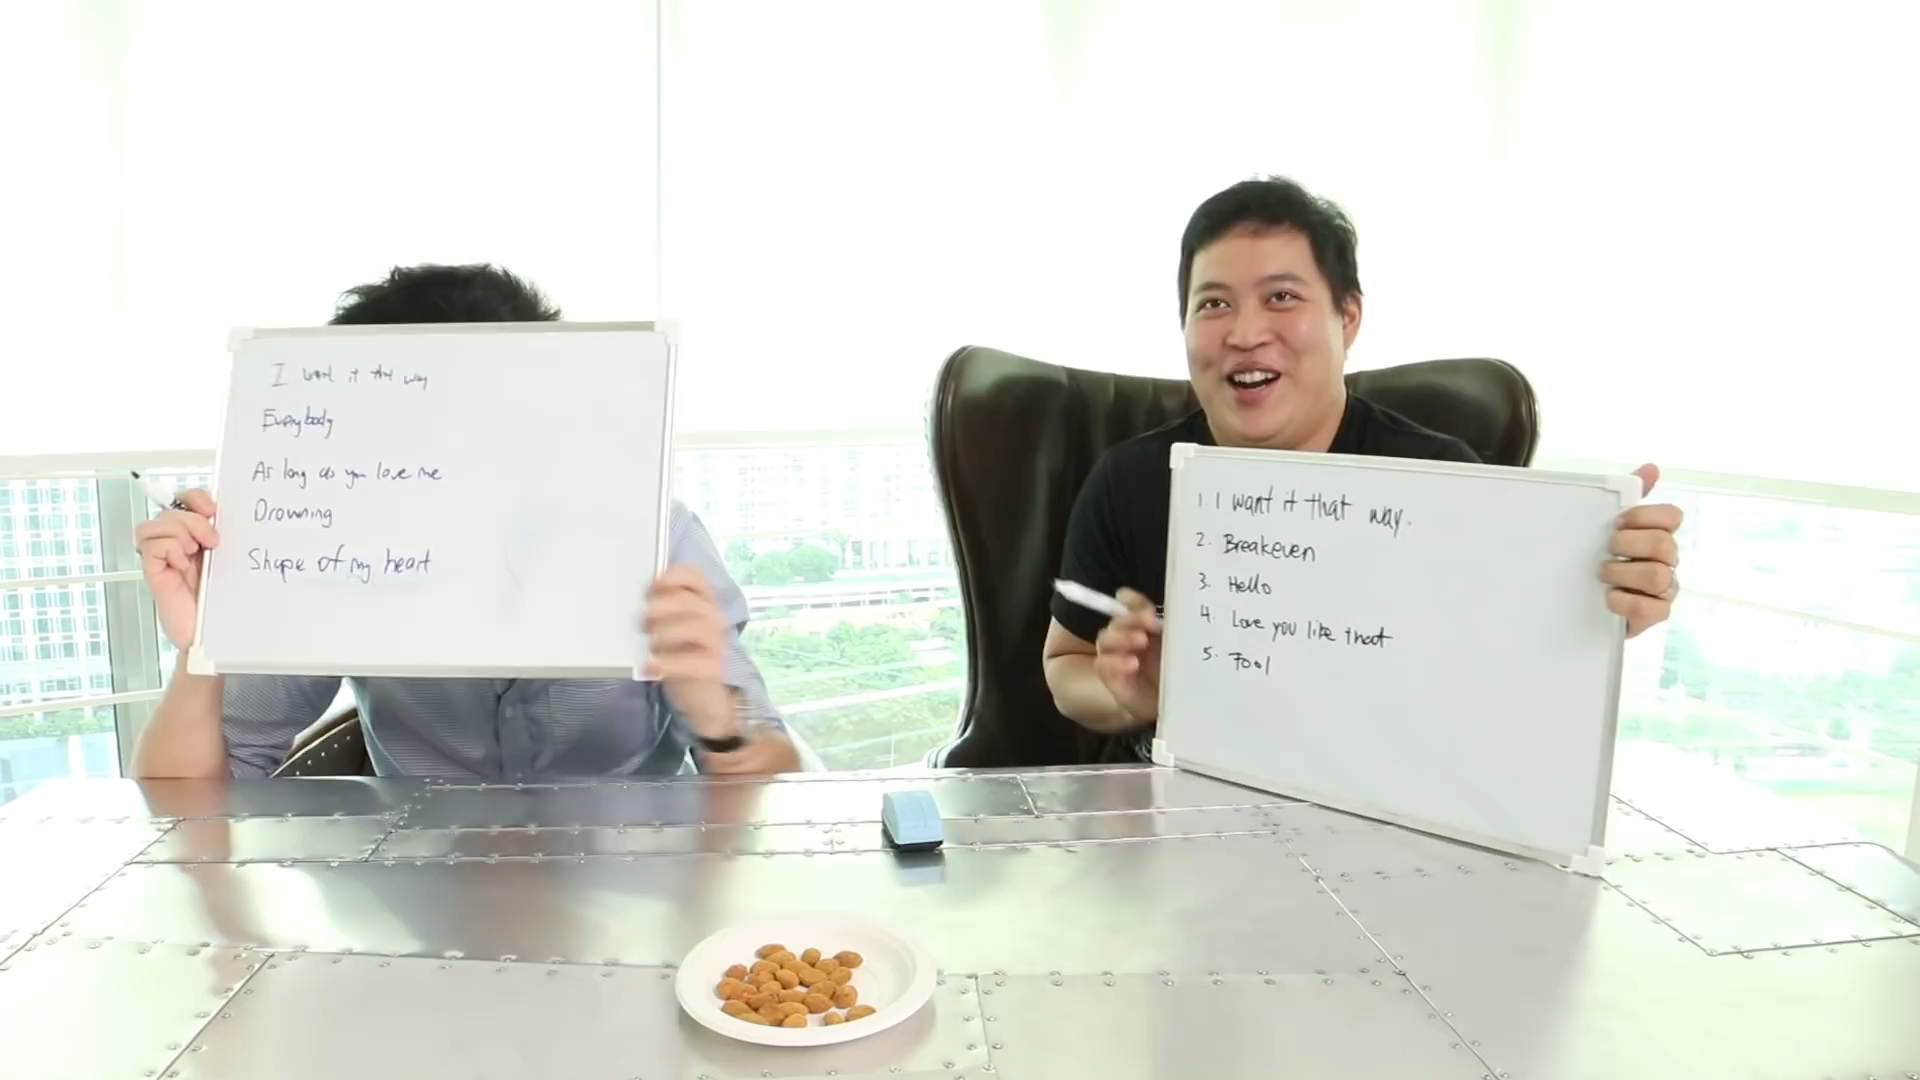 I want it that way
Everybody
As long as you love me
Drowning
Shape of my heart
1. I want it that way.
2. Breakeven
3. Hello
4. Love you like that
5. Fool